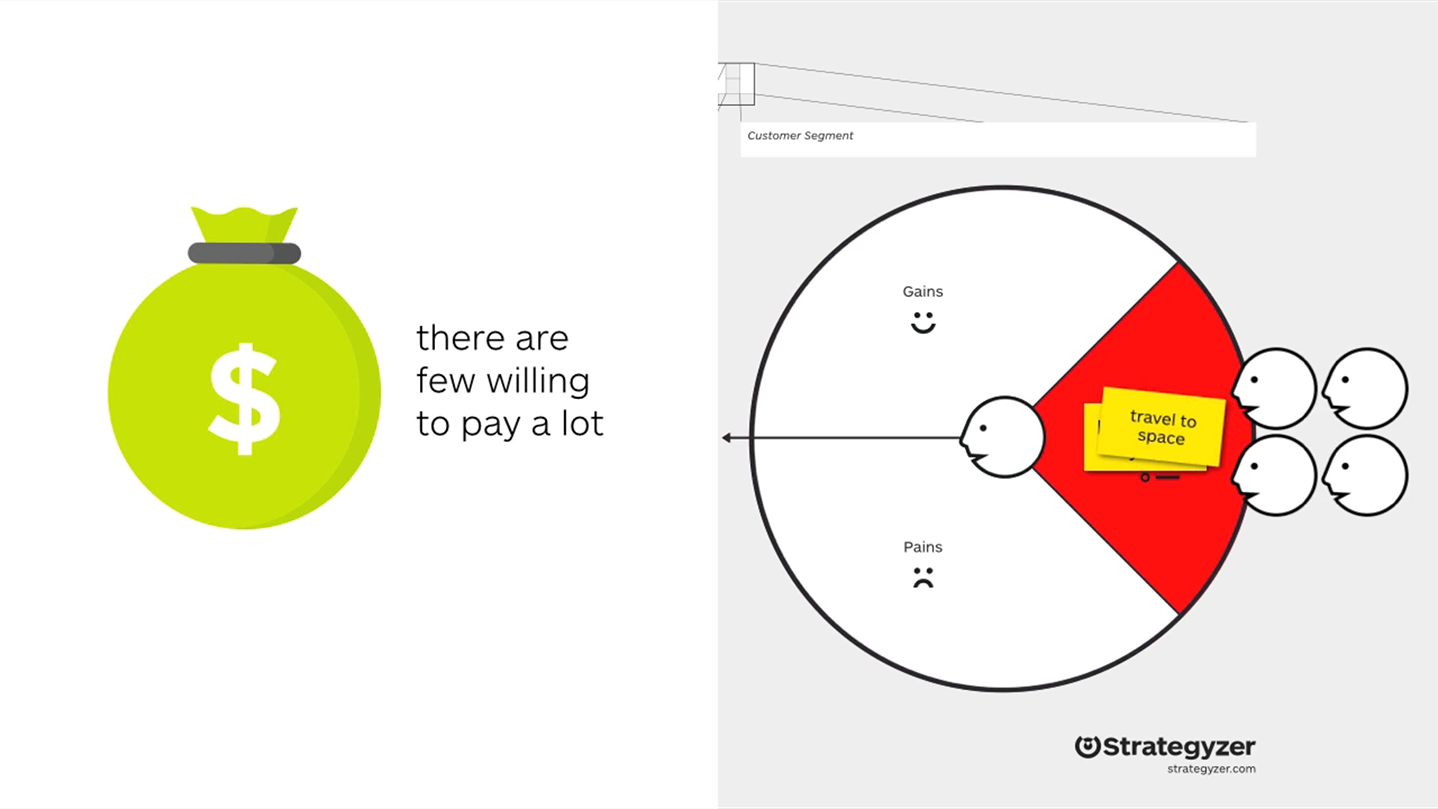 $
there are
few willing
to pay a lot
Customer Segment
Gains
travel to
space
Pains
Strategyzer
strategyzer.com